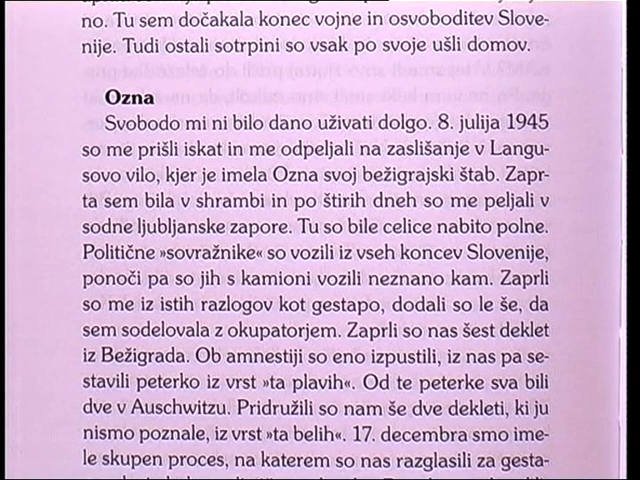 no. Tu sem dočakala konec vojne in osvoboditev Slove-
nije. Tudi ostali sotrpini so vsak po svoje ušli domov.
Ozna
Svobodo mi ni bilo dano uživati dolgo. 8. julija 1945
so me prišli iskat in me odpeljali na zaslišanje v Langu-
sovo vilo, kjer je imela Ozna svoj bežigrajski štab. Zapr-
ta sem bila v shrambi in po štirih dneh so me peljali v
sodne ljubljanske zapore. Tu so bile celice nabito polne.
Politične »sovražnike« so vozili iz vseh koncev Slovenije,
ponoči pa so jih s kamioni vozili neznano kam. Zaprli
so me iz istih razlogov kot gestapo, dodali so le še, da
sem sodelovala z okupatorjem. Zaprli so nas šest deklet
iz Bežigrada. Ob amnestiji so eno izpustili, iz nas pa se-
stavili peterko iz vrst »ta plavih«. Od te peterke sva bili
dve v Auschwitzu. Pridružili so nam še dve dekleti, ki ju
nismo poznale, iz vrst »ta belih«. 17. decembra smo ime-
le skupen proces, na katerem so nas razglasili za gesta-